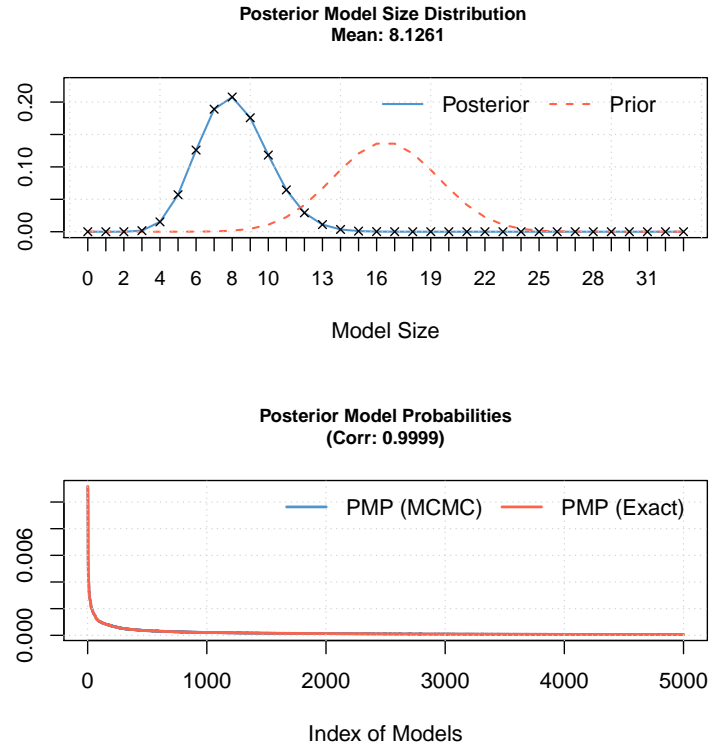 Posterior Model Size Distribution
Mean: 8.1261
Posterior
Prior
0.00 0.10 0.20
0 2 4 6 8 10 13 16 19 22 25 28 31
Model Size
Posterior Model Probabilities
(Corr: 0.9999)
PMP (MCMC)
PMP (Exact)
0.000 0.006
0 1000 2000 3000 4000 5000
Index of Models